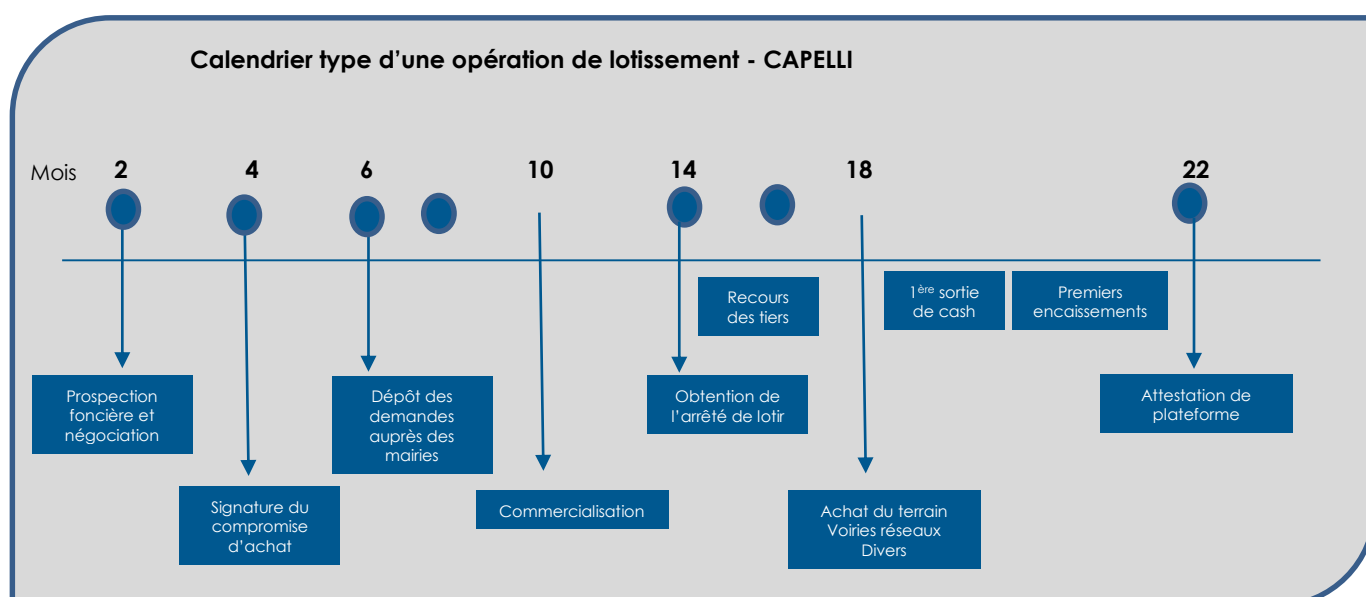 Calendrier type d’une opération de lotissement - CAPELLI
Mois 2 4 6 10 14 18 22
Recours
des tiers
1ère sortie
de cash
Premiers
encaissements
Prospection
foncière et
négociation
Dépôt des
demandes
auprès des
mairies
Obtention de
l’arrêté de lotir
Attestation de
plateforme
Signature du
compromise
d’achat
Commercialisation
Achat du terrain
Voiries réseaux
Divers